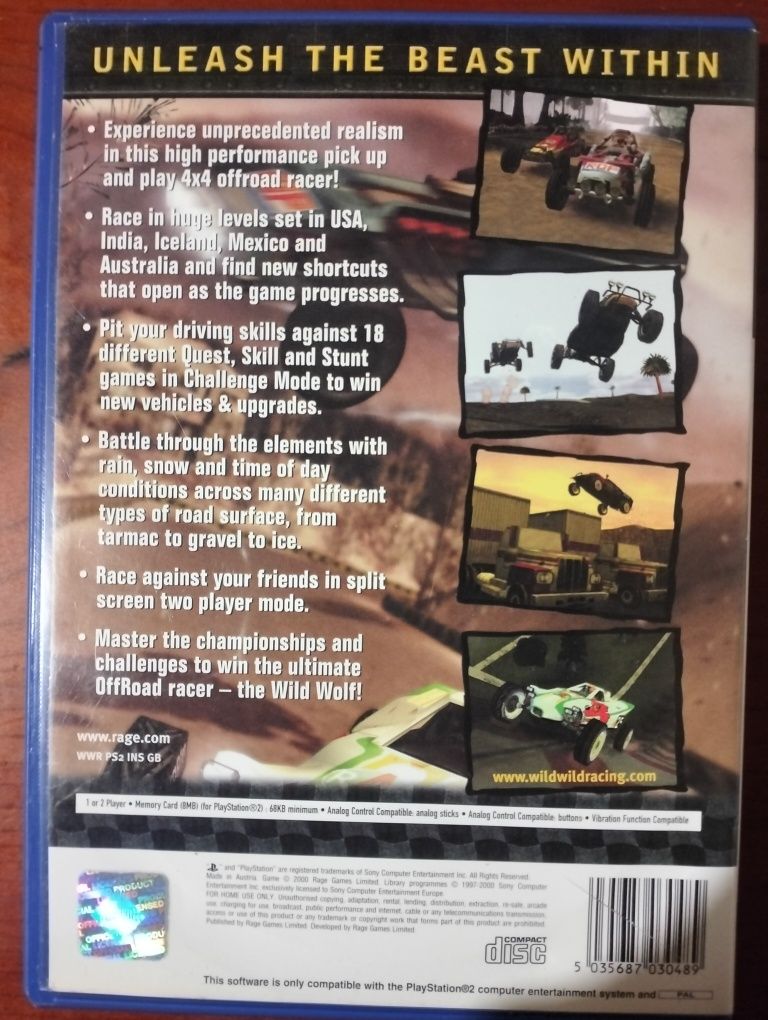 UNLEASH THE BEAST WITHIN
• Experience unprecedented realism
in this high performance pick up
and play 4x4 offroad racer!
• Race in huge levels set in USA,
India, Iceland, Mexico and
Australia and find new shortcuts
that open as the game progresses.
• Pit your driving skills against 18
different Quest, Skill and Stunt
games in Challenge Mode to win
new vehicles & upgrades.
• Battle through the elements with
rain, snow and time of day
conditions across many different
types of road surface, from
tarmac to gravel to ice.
• Race against your friends in split
screen two player mode.
• Master the championships and
challenges to win the ultimate
OffRoad racer – the Wild Wolf!
www.rage.com
WWR PS2 INS GB
www.wildwildracing.com
1 or 2 Player • Memory Card (8MB) (for PlayStation®2) : 68KB minimum • Analog Control Compatible: analog sticks • Analog Control Compatible: buttons • Vibration Function Compatible
and "PlayStation" are registered trademarks of Sony Computer Entertainment Inc. All Rights Reserved.
Made in Austria. Game © 2000 Rage Games Limited. Library programmes © 1997-2000 Sony Computer
Entertainment Inc. exclusively licensed to Sony Computer Entertainment Europe.
FOR HOME USE ONLY. Unauthorised copying, adaptation, rental, lending, distribution, extraction, re-sale, arcade
use, charging for use, broadcast, public performance and internet, cable or any telecommunications transmission,
access or use of this product or any trademark or copyright work that forms part of this product are prohibited.
Published by Rage Games Limited. Developed by Rage Games Limited.
PRODUCT
COMPACT
disc
5 035687 030489
This software is only compatible with the PlayStation®2 computer entertainment system and PAL